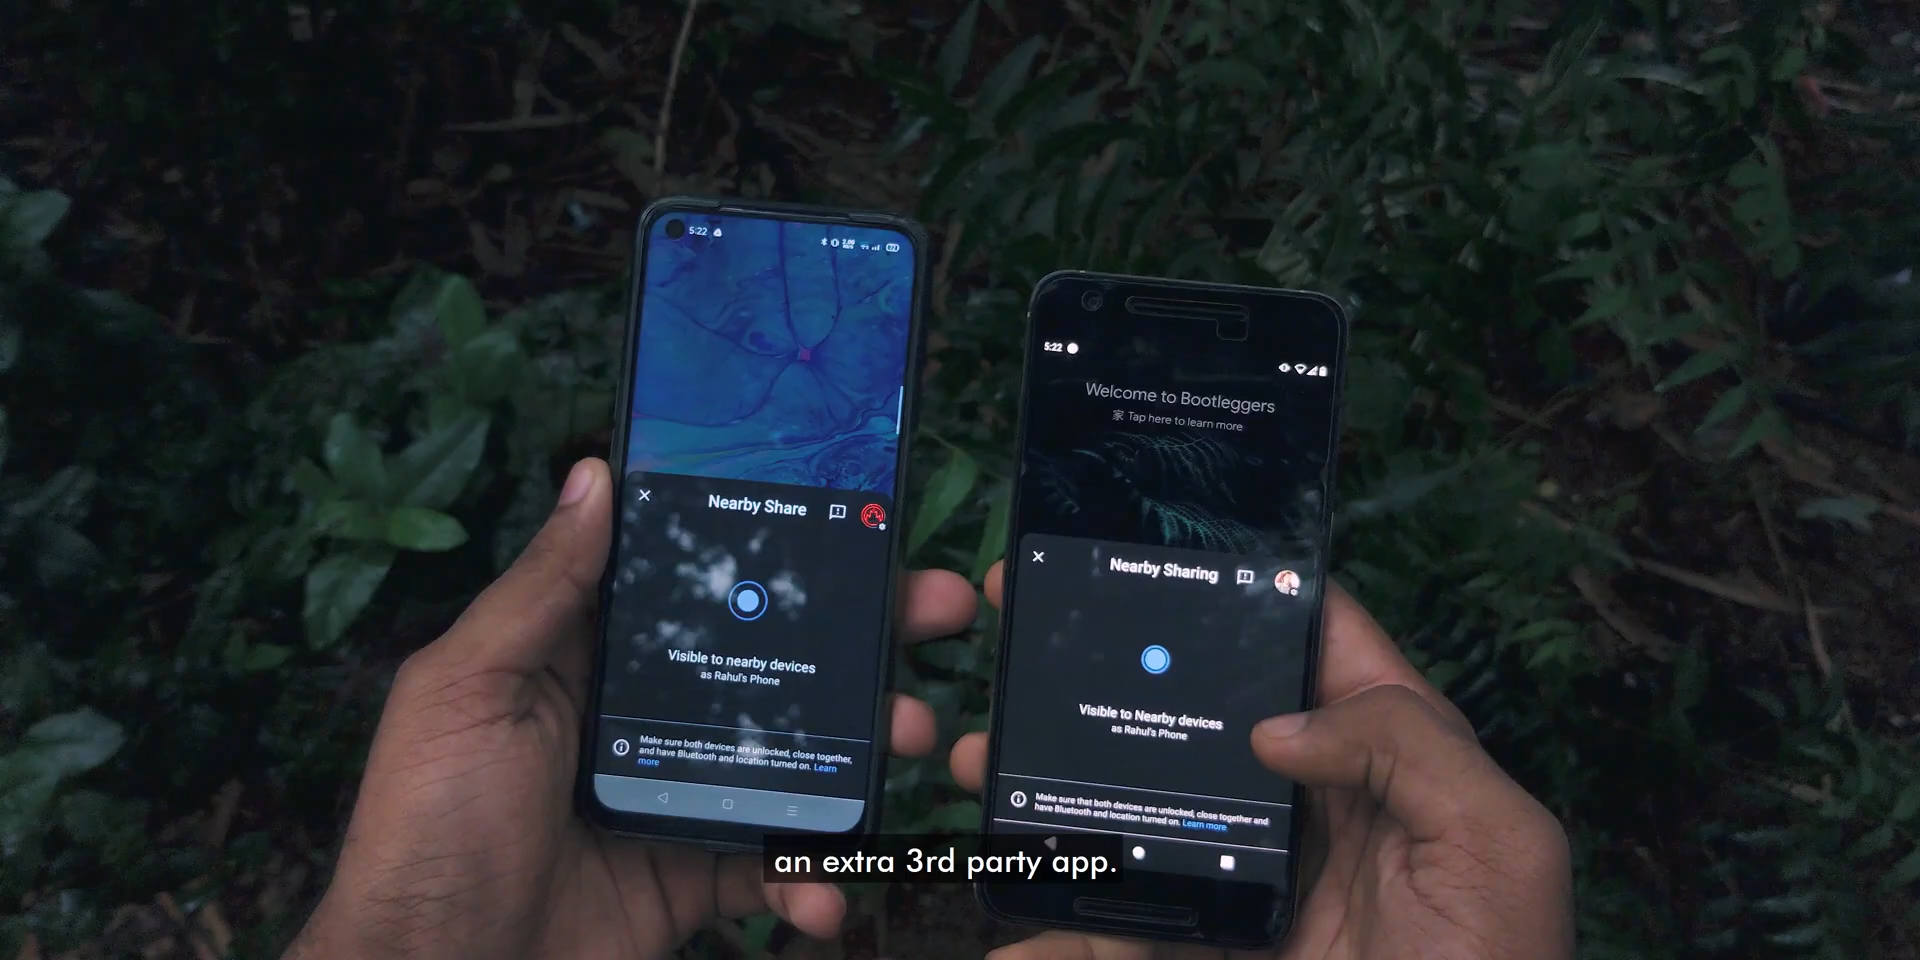 5:22
Nearby Share
Visible to nearby devices
as Rahul's Phone
Make sure both devices are unlocked, close together,
and have Bluetooth and location turned on. Learn
more
5:22
Welcome to Bootleggers
家 Tap here to learn more
Nearby Sharing
Visible to Nearby devices
as Rahul's Phone
Make sure that both devices are unlocked, close together and
have Bluetooth and location turned on. Learn more
an extra 3rd party app.